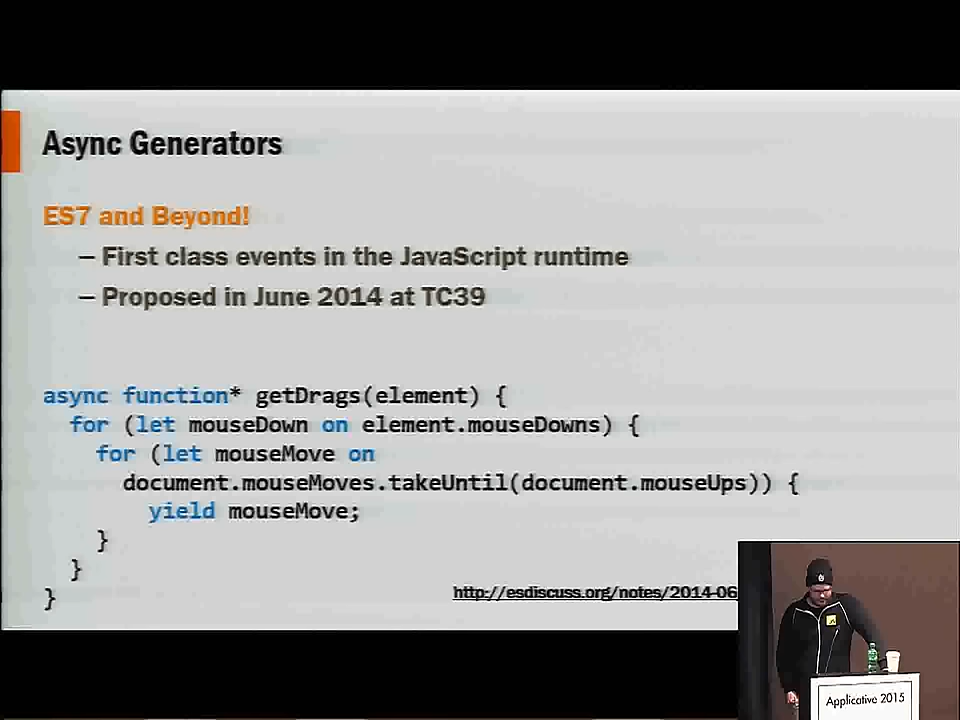 Async Generators
ES7 and Beyond!
– First class events in the JavaScript runtime
– Proposed in June 2014 at TC39
async function* getDrags(element) {
for (let mouseDown on element.mouseDowns) {
for (let mouseMove on
document.mouseMoves.takeUntil(document.mouseUps)) {
yield mouseMove;
}
}
}
http://esdiscuss.org/notes/2014-06
Applicative 2015